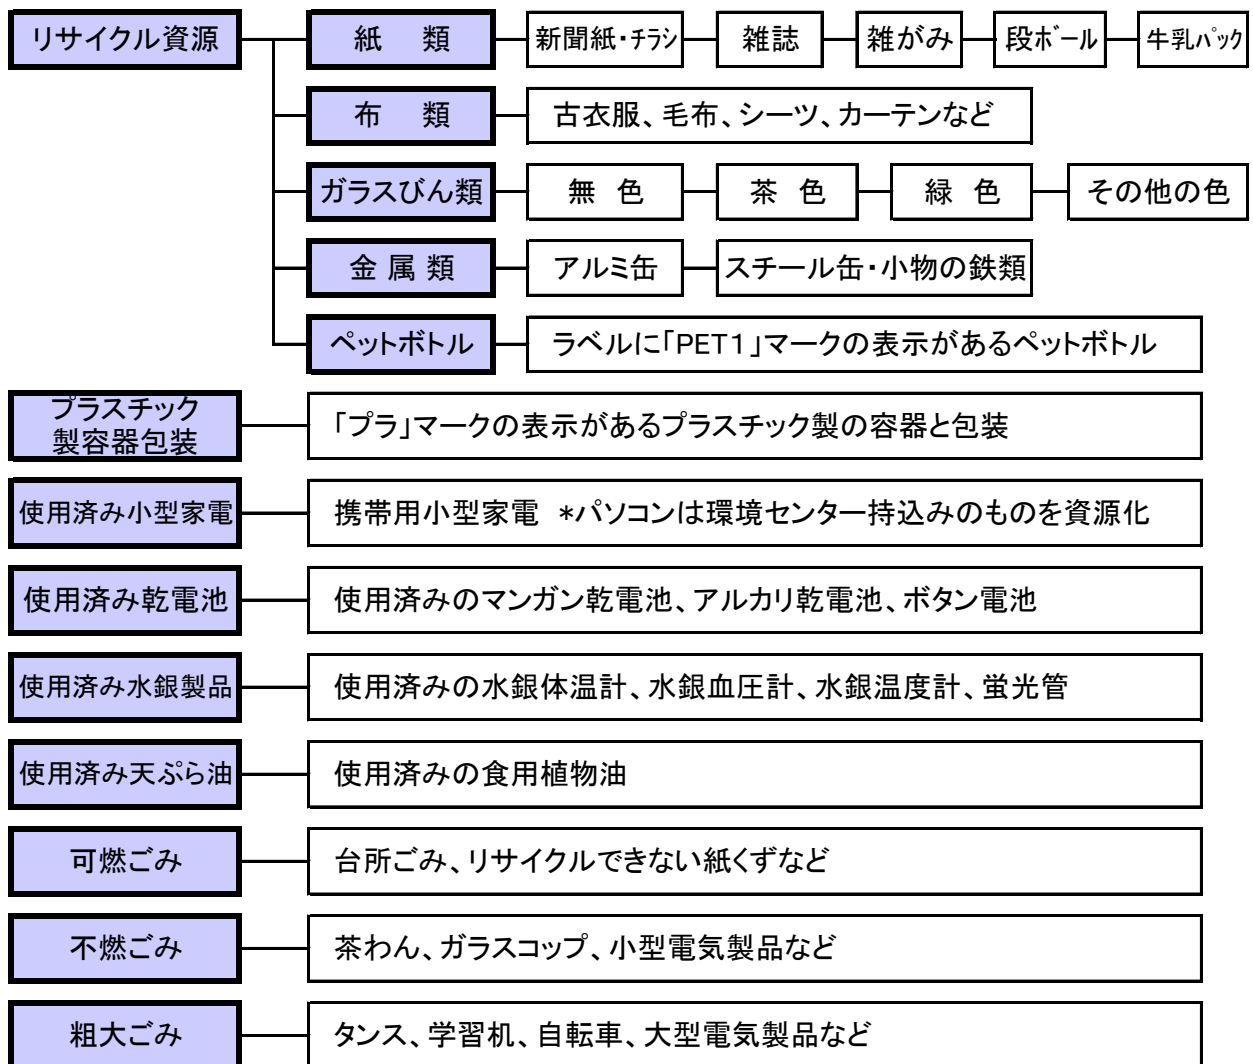 リサイクル資源 紙 類 新聞紙・チラシ 雑誌 雑がみ 段ボール 牛乳パック
布 類 古衣服、毛布、シーツ、カーテンなど
ガラスびん類 無 色 茶 色 緑 色 その他の色
金 属 類 アルミ缶 スチール缶・小物の鉄類
ペットボトル ラベルに「PET1」マークの表示があるペットボトル
プラスチック
製容器包装 「プラ」マークの表示があるプラスチック製の容器と包装
使用済み小型家電 携帯用小型家電 *パソコンは環境センター持込みのものを資源化
使用済み乾電池 使用済みのマンガン乾電池、アルカリ乾電池、ボタン電池
使用済み水銀製品 使用済みの水銀体温計、水銀血圧計、水銀温度計、蛍光管
使用済み天ぷら油 使用済みの食用植物油
可燃ごみ 台所ごみ、リサイクルできない紙くずなど
不燃ごみ 茶わん、ガラスコップ、小型電気製品など
粗大ごみ タンス、学習机、自転車、大型電気製品など